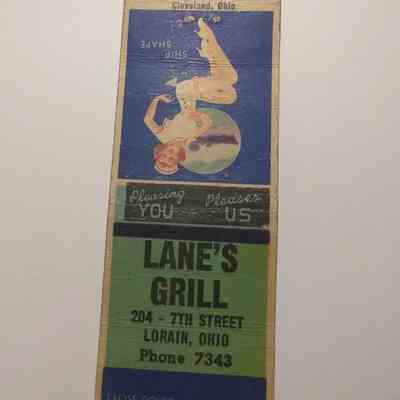 Cleveland, Ohio
SHIP
SHAPE
Pleasing Pleases
YOU US
LANE'S
GRILL
204 - 7TH STREET
LORAIN, OHIO
Phone 7343